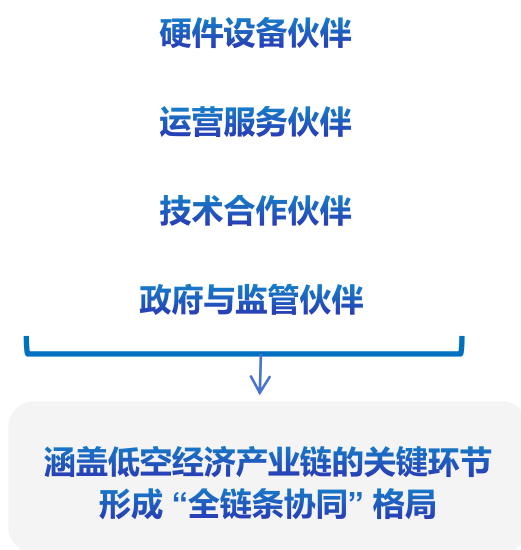 硬件设备伙伴
运营服务伙伴
技术合作伙伴
政府与监管伙伴
涵盖低空经济产业链的关键环节
形成 “全链条协同” 格局